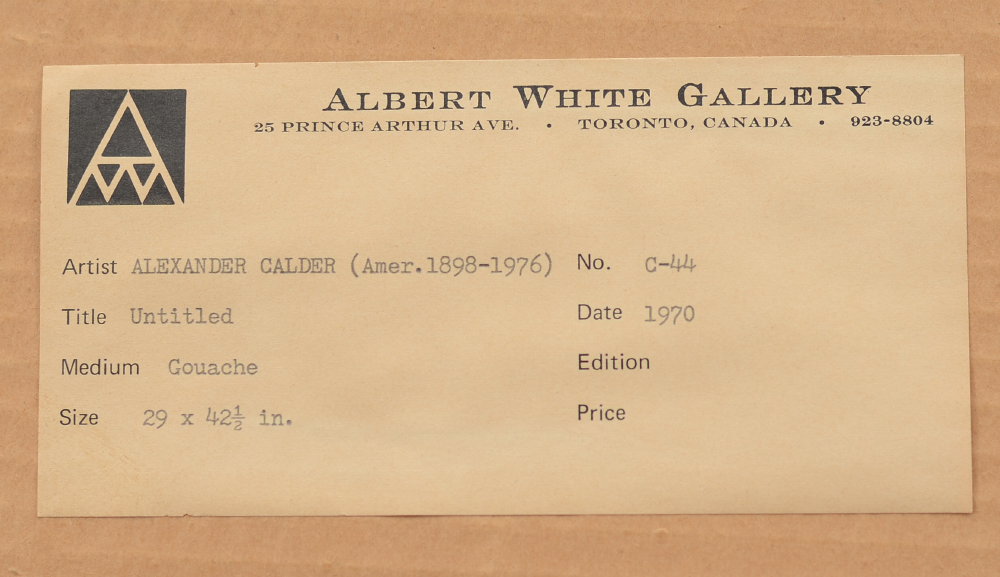 ALBERT WHITE GALLERY
25 PRINCE ARTHUR AVE. • TORONTO, CANADA • 923-8804
AW
Artist ALEXANDER CALDER (Amer.1898-1976) No. C-44
Title Untitled Date 1970
Medium Gouache Edition
Size 29 x 42½ in. Price